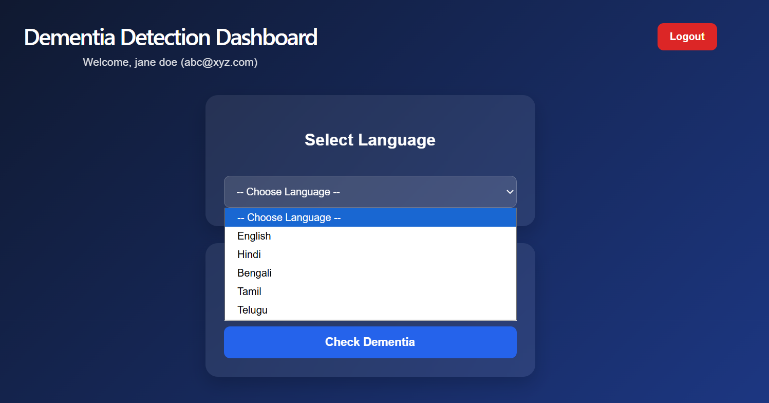 Dementia Detection Dashboard
Logout
Welcome, jane doe (abc@xyz.com)
Select Language
-- Choose Language --
-- Choose Language --
English
Hindi
Bengali
Tamil
Telugu
Check Dementia